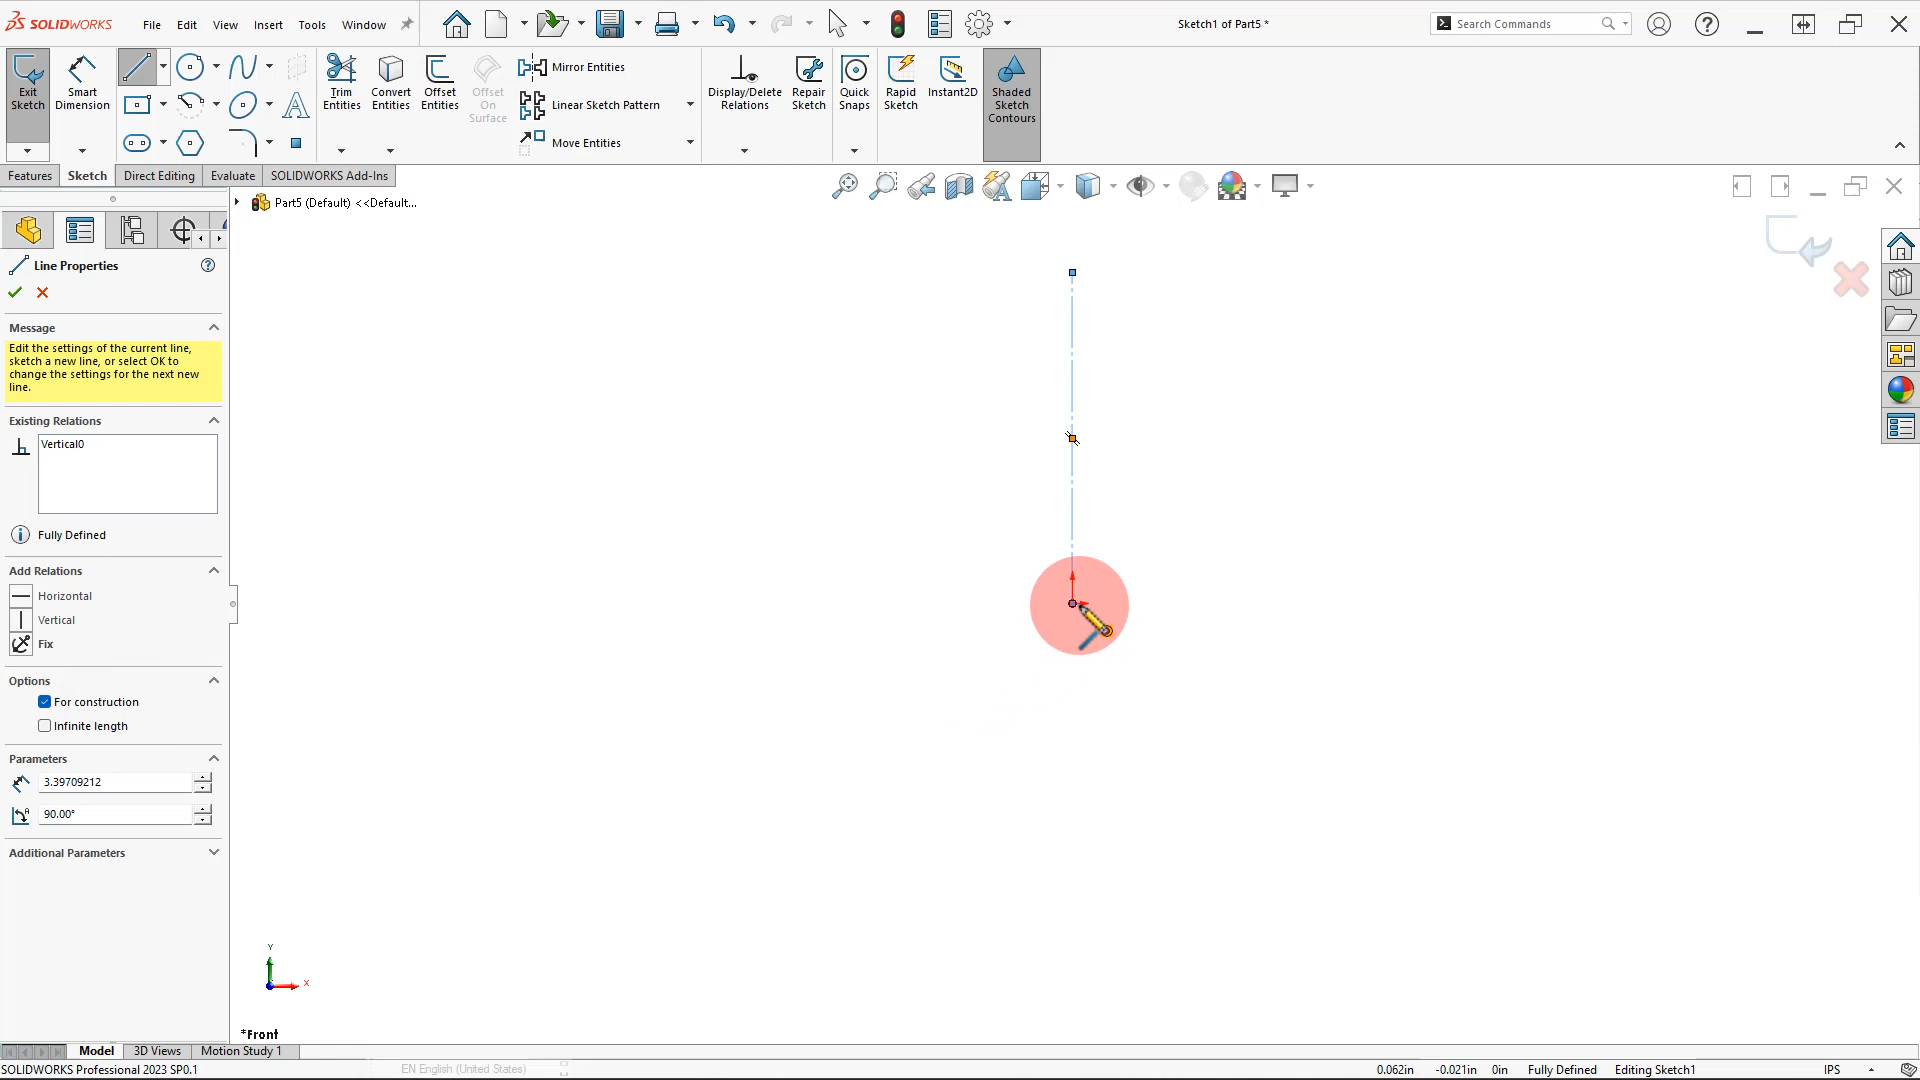 SOLIDWORKS File Edit View Insert Tools Window Sketch1 of Part5 * Search Commands
Exit Sketch
Smart Dimension
Trim Entities
Convert Entities
Offset Entities
Offset On Surface
Mirror Entities
Linear Sketch Pattern
Move Entities
Display/Delete Relations
Repair Sketch
Quick Snaps
Rapid Sketch
Instant2D
Shaded Sketch Contours
Features Sketch Direct Editing Evaluate SOLIDWORKS Add-Ins
Part5 (Default) <<Default...
Line Properties
Message
Edit the settings of the current line,
sketch a new line, or select OK to
change the settings for the next new
line.
Existing Relations
Vertical0
Fully Defined
Add Relations
Horizontal
Vertical
Fix
Options
For construction
Infinite length
Parameters
3.39709212
90.00°
Additional Parameters
Y
X
*Front
Model 3D Views Motion Study 1
SOLIDWORKS Professional 2023 SP0.1 EN English (United States) 0.062in -0.021in 0in Fully Defined Editing Sketch1 IPS